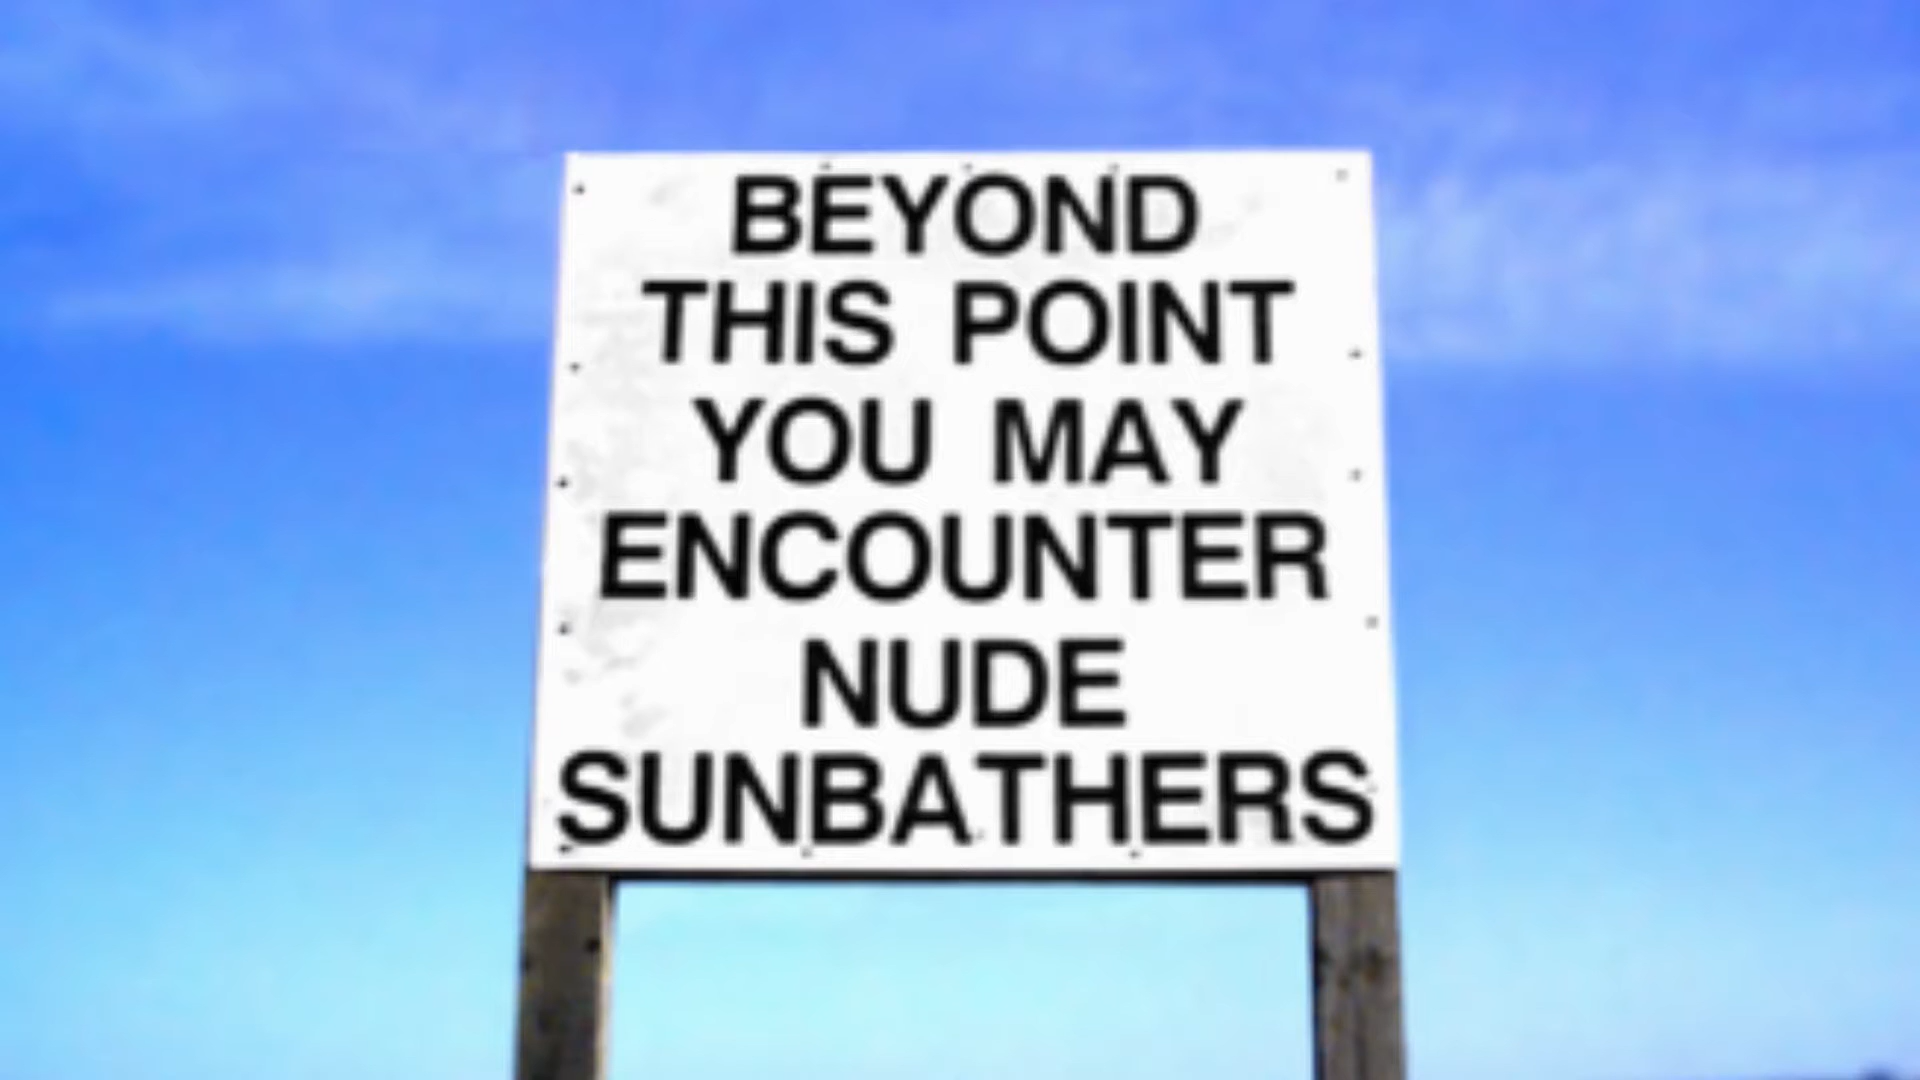 BEYOND
THIS POINT
YOU MAY
ENCOUNTER
NUDE
SUNBATHERS